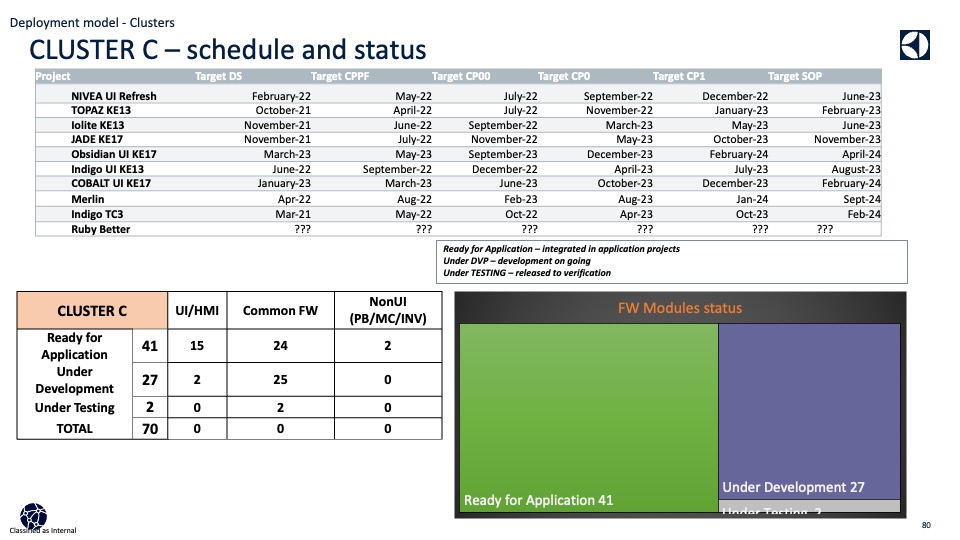 Deployment model - Clusters
CLUSTER C – schedule and status
Project Target DS Target CPPF Target CP00 Target CP0 Target CP1 Target SOP
NIVEA UI Refresh February-22 May-22 July-22 September-22 December-22 June-23
TOPAZ KE13 October-21 April-22 July-22 November-22 January-23 February-23
Iolite KE13 November-21 June-22 September-22 March-23 May-23 June-23
JADE KE17 November-21 July-22 November-22 May-23 October-23 November-23
Obsidian UI KE17 March-23 May-23 September-23 December-23 February-24 April-24
Indigo UI KE13 June-22 September-22 December-22 April-23 July-23 August-23
COBALT UI KE17 January-23 March-23 June-23 October-23 December-23 February-24
Merlin Apr-22 Aug-22 Feb-23 Aug-23 Jan-24 Sept-24
Indigo TC3 Mar-21 May-22 Oct-22 Apr-23 Oct-23 Feb-24
Ruby Better ??? ??? ??? ??? ??? ???
Ready for Application – integrated in application projects
Under DVP – development on going
Under TESTING – released to verification
CLUSTER C UI/HMI Common FW NonUI (PB/MC/INV)
Ready for Application 41 15 24 2
Under Development 27 2 25 0
Under Testing 2 0 2 0
TOTAL 70 0 0 0
FW Modules status
Ready for Application 41
Under Development 27
Under Testing 2
Classified as Internal
80